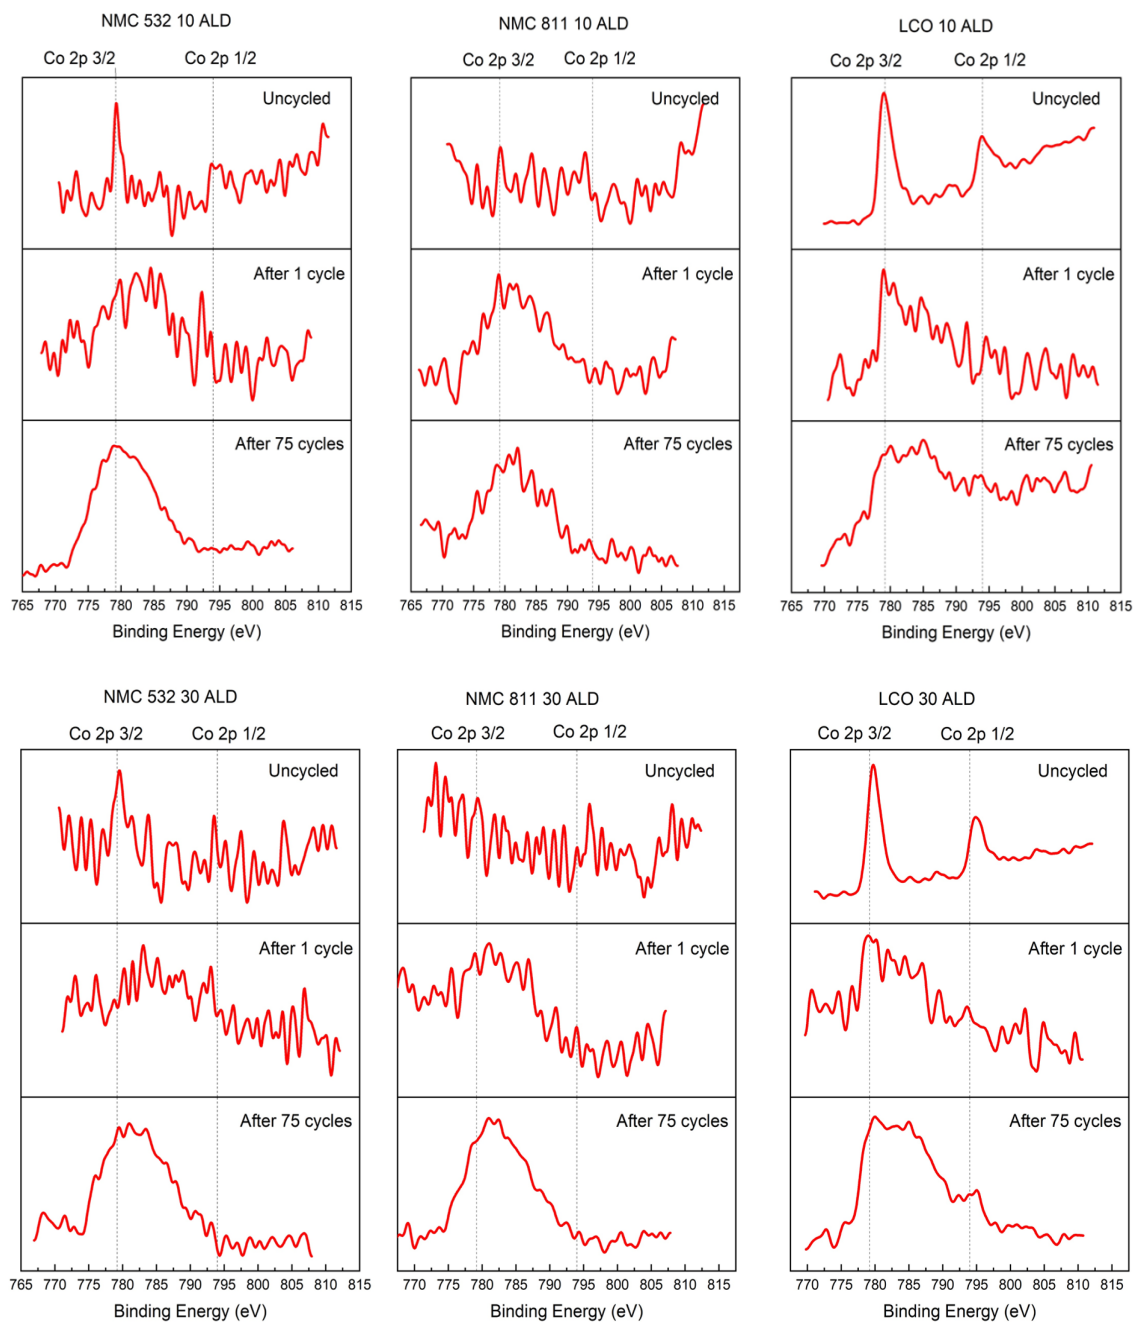 NMC 532 10 ALD
Co 2p 3/2 Co 2p 1/2
Uncycled
After 1 cycle
After 75 cycles
765 770 775 780 785 790 795 800 805 810 815
Binding Energy (eV)
NMC 811 10 ALD
Co 2p 3/2 Co 2p 1/2
Uncycled
After 1 cycle
After 75 cycles
765 770 775 780 785 790 795 800 805 810 815
Binding Energy (eV)
LCO 10 ALD
Co 2p 3/2 Co 2p 1/2
Uncycled
After 1 cycle
After 75 cycles
765 770 775 780 785 790 795 800 805 810 815
Binding Energy (eV)
NMC 532 30 ALD
Co 2p 3/2 Co 2p 1/2
Uncycled
After 1 cycle
After 75 cycles
765 770 775 780 785 790 795 800 805 810 815
Binding Energy (eV)
NMC 811 30 ALD
Co 2p 3/2 Co 2p 1/2
Uncycled
After 1 cycle
After 75 cycles
770 775 780 785 790 795 800 805 810 815
Binding Energy (eV)
LCO 30 ALD
Co 2p 3/2 Co 2p 1/2
Uncycled
After 1 cycle
After 75 cycles
770 775 780 785 790 795 800 805 810 815
Binding Energy (eV)